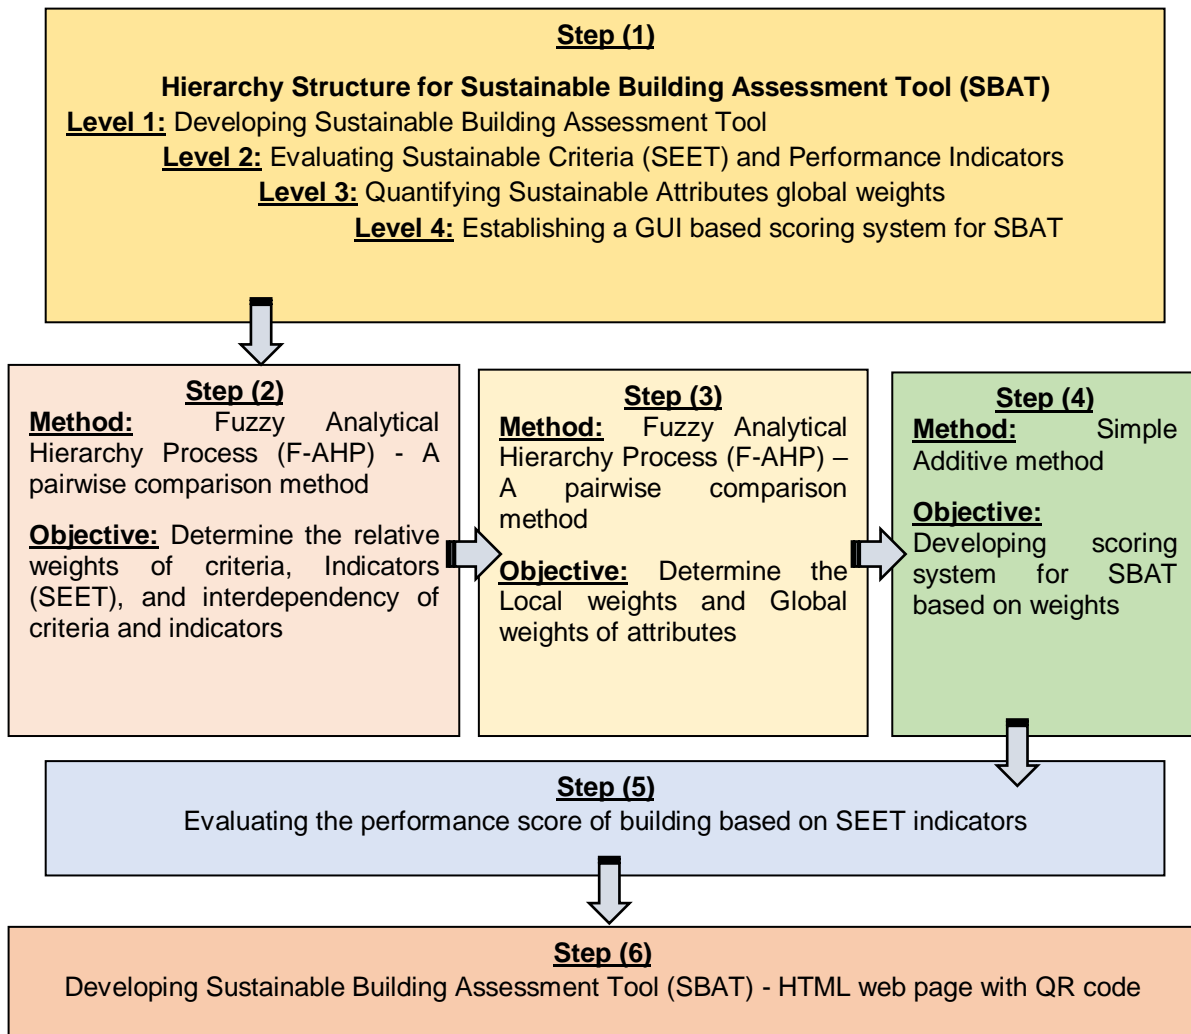 Step (1)
Hierarchy Structure for Sustainable Building Assessment Tool (SBAT)
Level 1: Developing Sustainable Building Assessment Tool
Level 2: Evaluating Sustainable Criteria (SEET) and Performance Indicators
Level 3: Quantifying Sustainable Attributes global weights
Level 4: Establishing a GUI based scoring system for SBAT
Step (2)
Method: Fuzzy Analytical
Hierarchy Process (F-AHP) - A
pairwise comparison method
Objective: Determine the relative
weights of criteria, Indicators
(SEET), and interdependency of
criteria and indicators
Step (3)
Method: Fuzzy Analytical
Hierarchy Process (F-AHP) –
A pairwise comparison
method
Objective: Determine the
Local weights and Global
weights of attributes
Step (4)
Method: Simple
Additive method
Objective:
Developing scoring
system for SBAT
based on weights
Step (5)
Evaluating the performance score of building based on SEET indicators
Step (6)
Developing Sustainable Building Assessment Tool (SBAT) - HTML web page with QR code